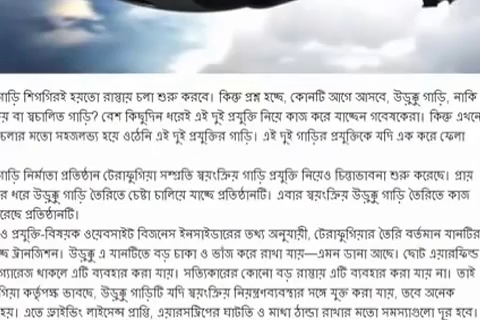 গাড়ি শিগগিরই হয়তো রাস্তায় চলা শুরু করবে। কিন্তু প্রশ্ন হচ্ছে, কোনটি আগে আসবে, উড়ুক্কু গাড়ি, নাকি
য় বা স্বচালিত গাড়ি? বেশ কিছুদিন ধরেই এই দুই প্রযুক্তি নিয়ে কাজ করে যাচ্ছেন গবেষকেরা। কিন্তু এখনে
চলার মতো সহজলভ্য হয়ে ওঠেনি এই দুই প্রযুক্তির গাড়ি। এই দুই গাড়ির প্রযুক্তিকে যদি এক করে ফেলা
গাড়ি নির্মাতা প্রতিষ্ঠান টেরাফুগিয়া সম্প্রতি স্বয়ংক্রিয় গাড়ি প্রযুক্তি নিয়েও চিন্তাভাবনা শুরু করেছে। প্রায়
র ধরে উড়ুক্কু গাড়ি তৈরিতে চেষ্টা চালিয়ে যাচ্ছে প্রতিষ্ঠানটি। এবার স্বয়ংক্রিয় উড়ুক্কু গাড়ি তৈরিতে কাজ
রেছে প্রতিষ্ঠানটি।
ও প্রযুক্তি-বিষয়ক ওয়েবসাইট বিজনেস ইনসাইডারের তথ্য অনুযায়ী, টেরাফুগিয়ার তৈরি বর্তমান যানটির
চ্ছে ট্রানজিশন। উড়ুক্কু এ যানটিতে বড় চাকা ও ভাঁজ করে রাখা যায়—এমন ডানা আছে। ছোট এয়ারফিল্ড
গ্যারেজ থাকলে এটি ব্যবহার করা যায়। সত্যিকারের কোনো বড় রাস্তায় এটি ব্যবহার করা যায় না। তাই
গিয়া কর্তৃপক্ষ ভাবছে, উড়ুক্কু গাড়িটি যদি স্বয়ংক্রিয় নিয়ন্ত্রণব্যবস্থার সঙ্গে যুক্ত করা যায়, তবে অনেক
হয়। এতে ড্রাইভিং লাইসেন্স প্রাপ্তি, এয়ারস্ট্রিপের ঘাটতি ও মাথা ঠান্ডা রাখার মতো সমস্যাগুলো দূর হবে।